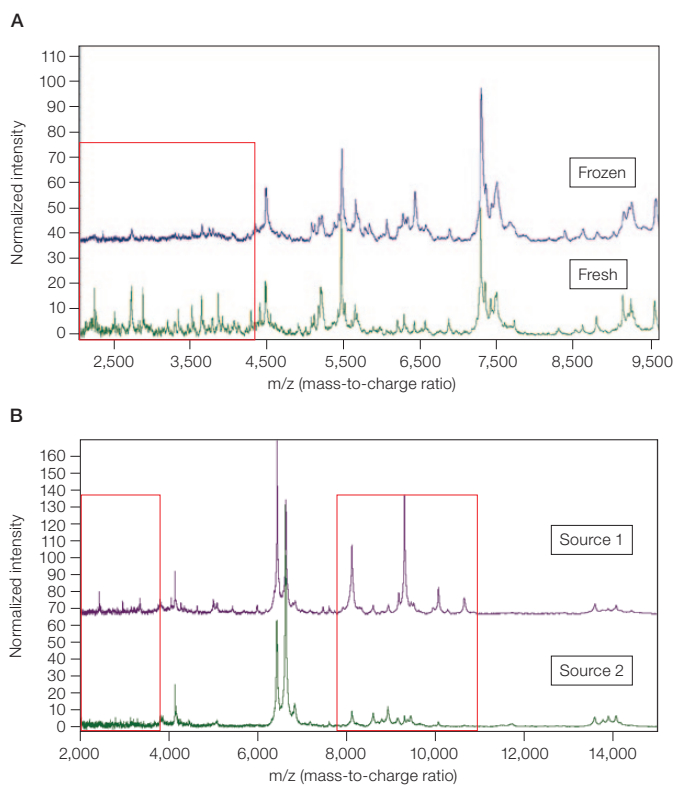 A
Normalized intensity
110
100
90
80
70
60
50
40
30
20
10
0
Frozen
Fresh
2,500 3,500 4,500 5,500 6,500 7,500 8,500 9,500
m/z (mass-to-charge ratio)
B
Normalized intensity
160
150
140
130
120
110
100
90
80
70
60
50
40
30
20
10
0
Source 1
Source 2
2,000 4,000 6,000 8,000 10,000 12,000 14,000
m/z (mass-to-charge ratio)